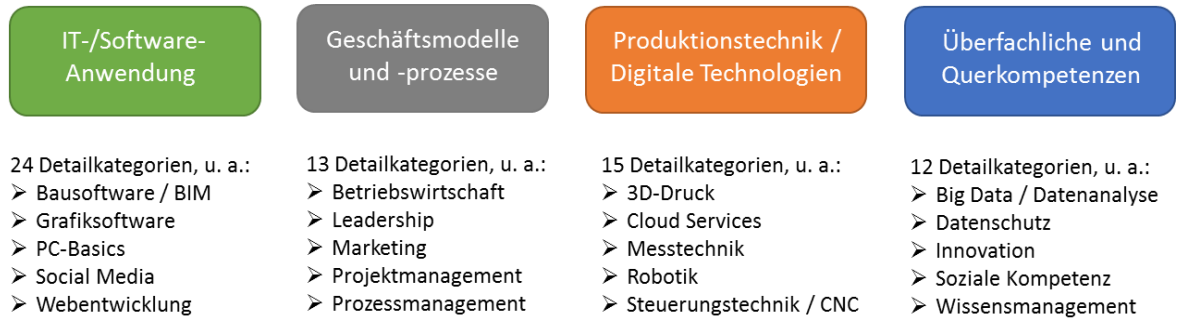 IT-/Software-
Anwendung
Geschäftsmodelle
und -prozesse
Produktionstechnik /
Digitale Technologien
Überfachliche und
Querkompetenzen
24 Detailkategorien, u. a.:
➢ Bausoftware / BIM
➢ Grafiksoftware
➢ PC-Basics
➢ Social Media
➢ Webentwicklung
13 Detailkategorien, u. a.:
➢ Betriebswirtschaft
➢ Leadership
➢ Marketing
➢ Projektmanagement
➢ Prozessmanagement
15 Detailkategorien, u. a.:
➢ 3D-Druck
➢ Cloud Services
➢ Messtechnik
➢ Robotik
➢ Steuerungstechnik / CNC
12 Detailkategorien, u. a.:
➢ Big Data / Datenanalyse
➢ Datenschutz
➢ Innovation
➢ Soziale Kompetenz
➢ Wissensmanagement